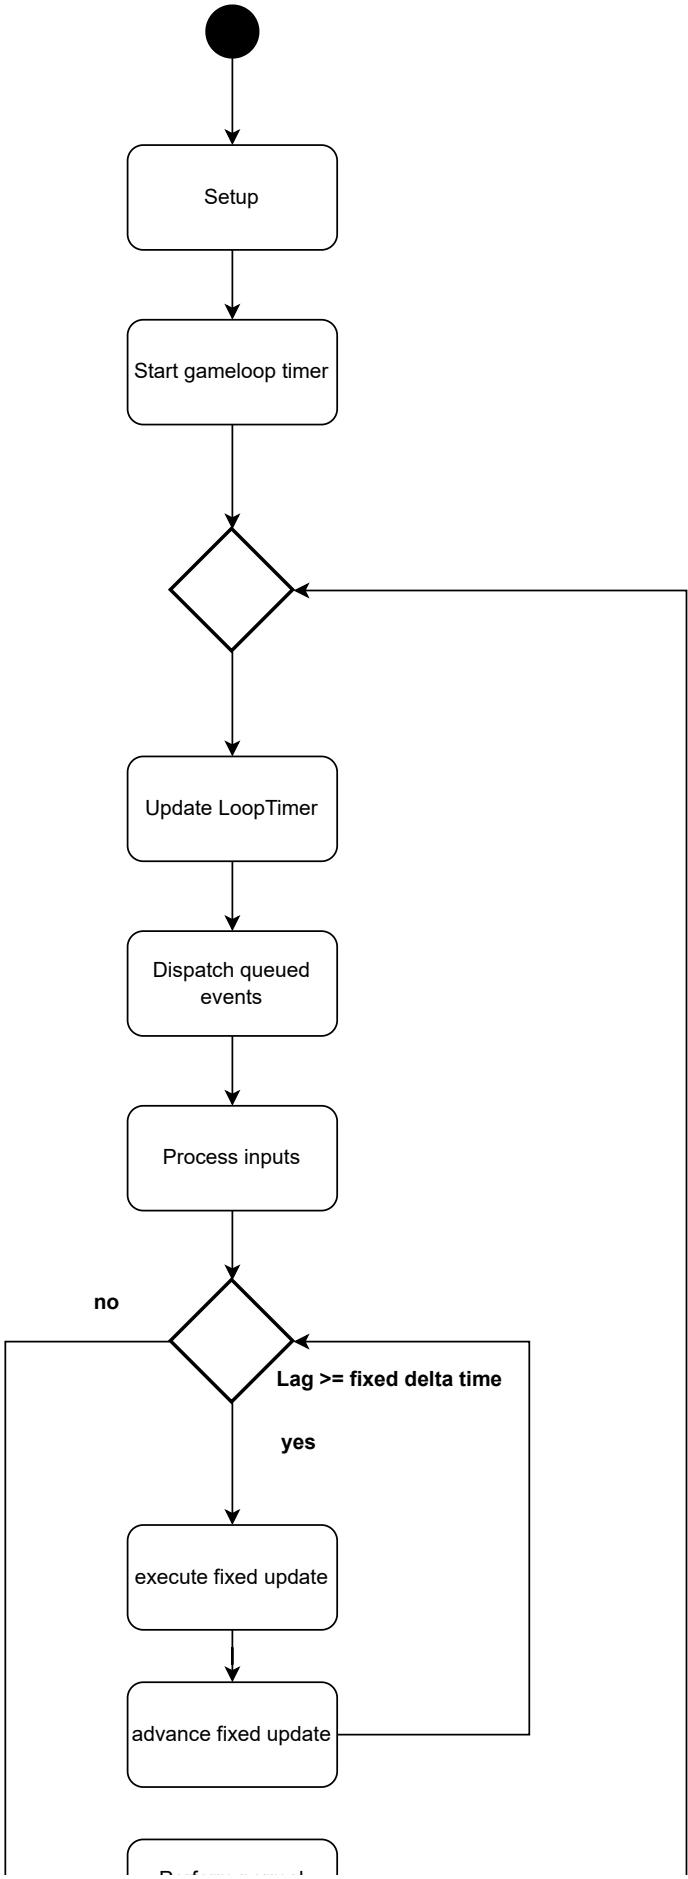 Setup
Start gameloop timer
Update LoopTimer
Dispatch queued
events
Process inputs
no
Lag >= fixed delta time
yes
execute fixed update
advance fixed update